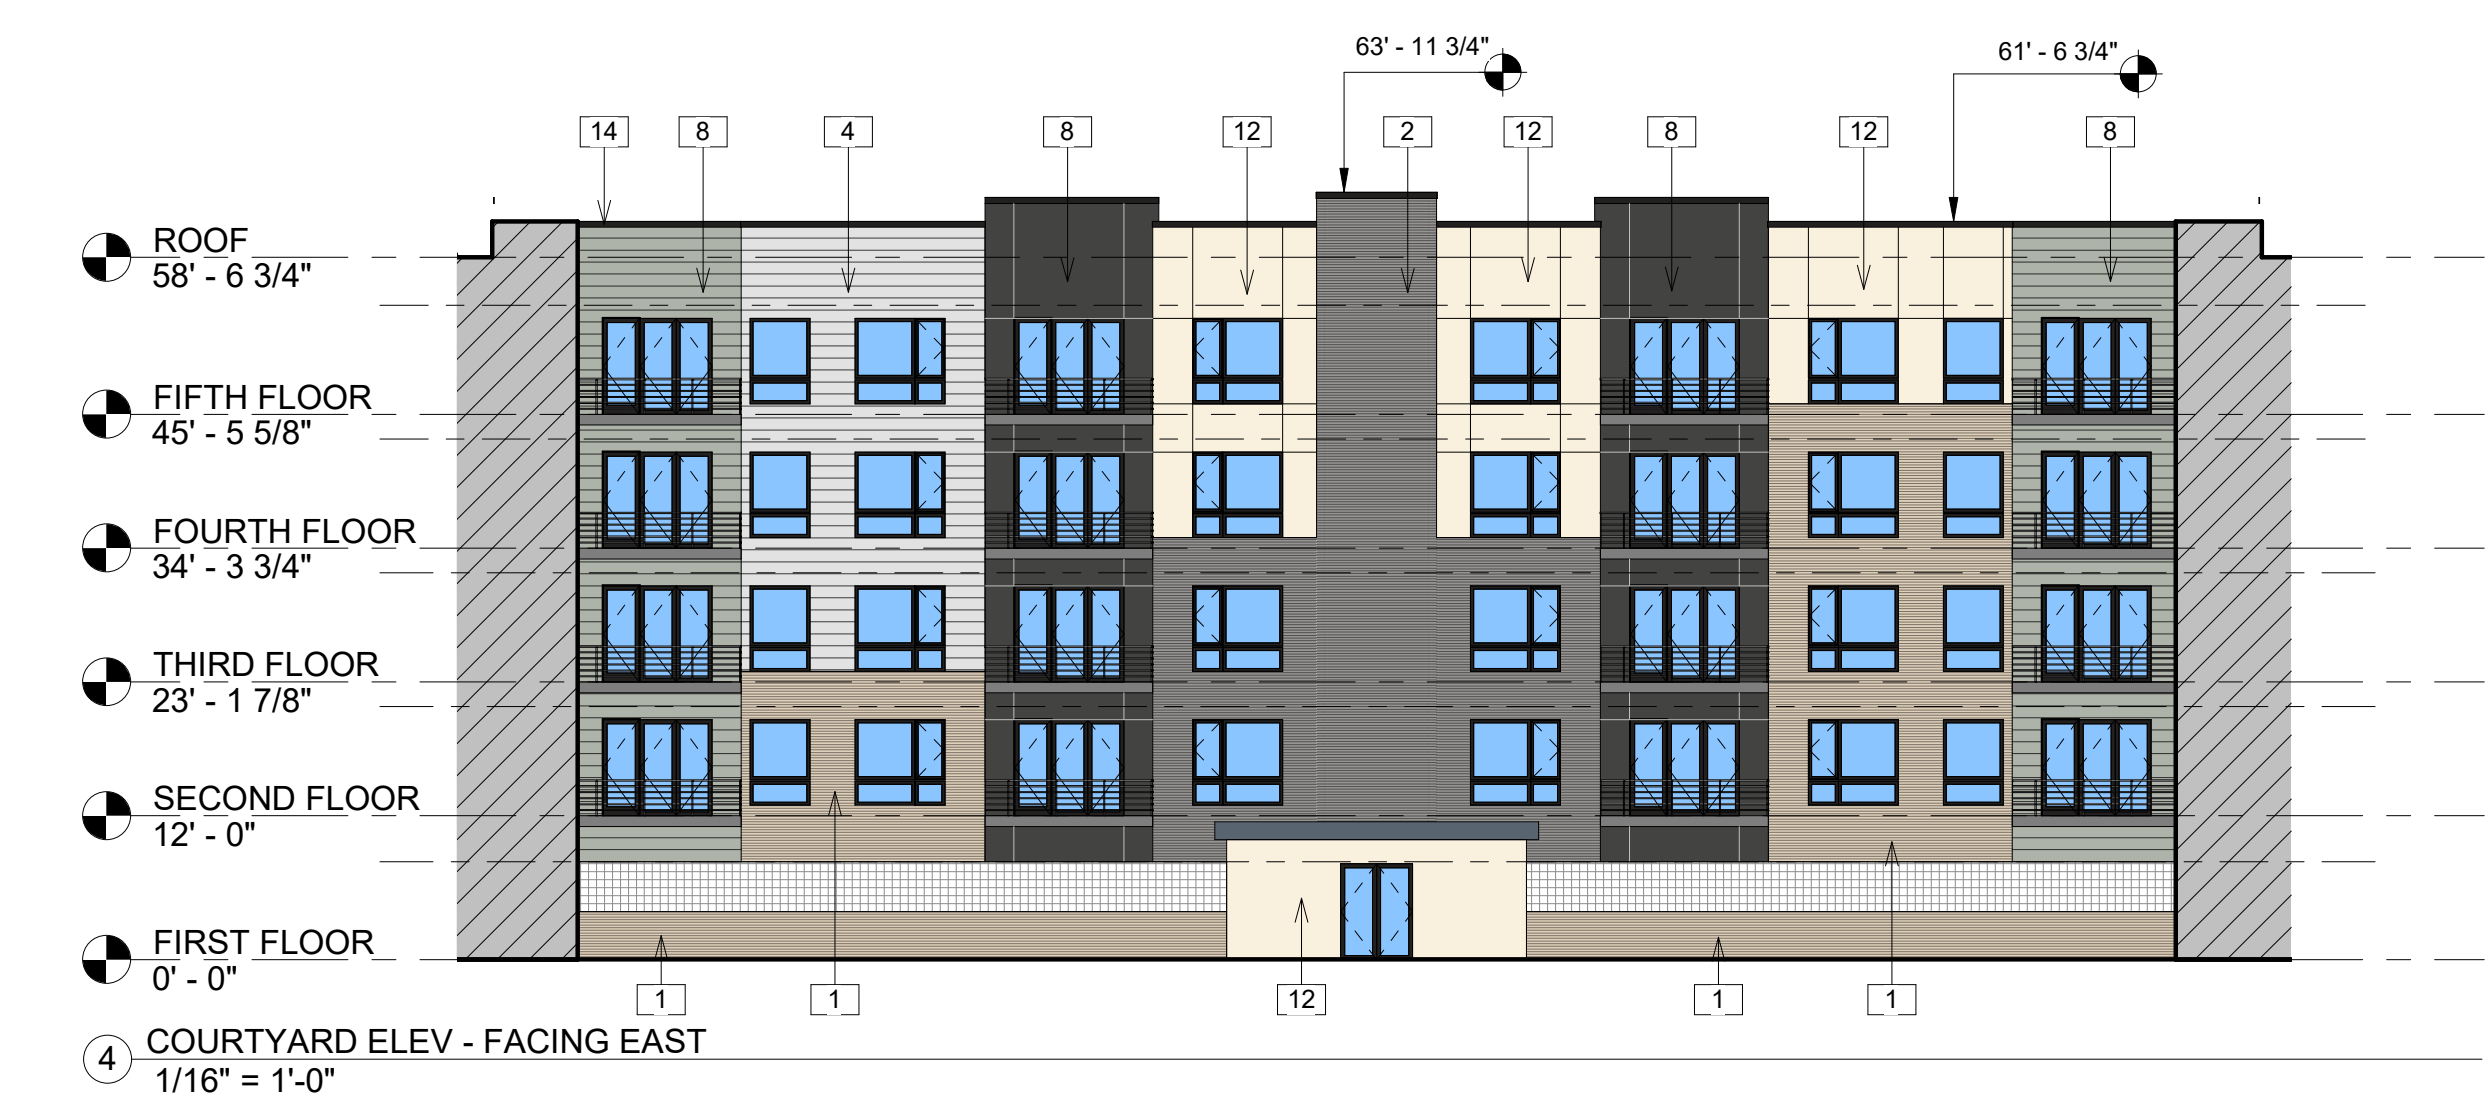 63' - 11 3/4"
61' - 6 3/4"
14
8
4
8
12
2
12
8
12
8
ROOF
58' - 6 3/4"
FIFTH FLOOR
45' - 5 5/8"
FOURTH FLOOR
34' - 3 3/4"
THIRD FLOOR
23' - 1 7/8"
SECOND FLOOR
12' - 0"
FIRST FLOOR
0' - 0"
1
1
12
1
1
4
COURTYARD ELEV - FACING EAST
1/16" = 1'-0"